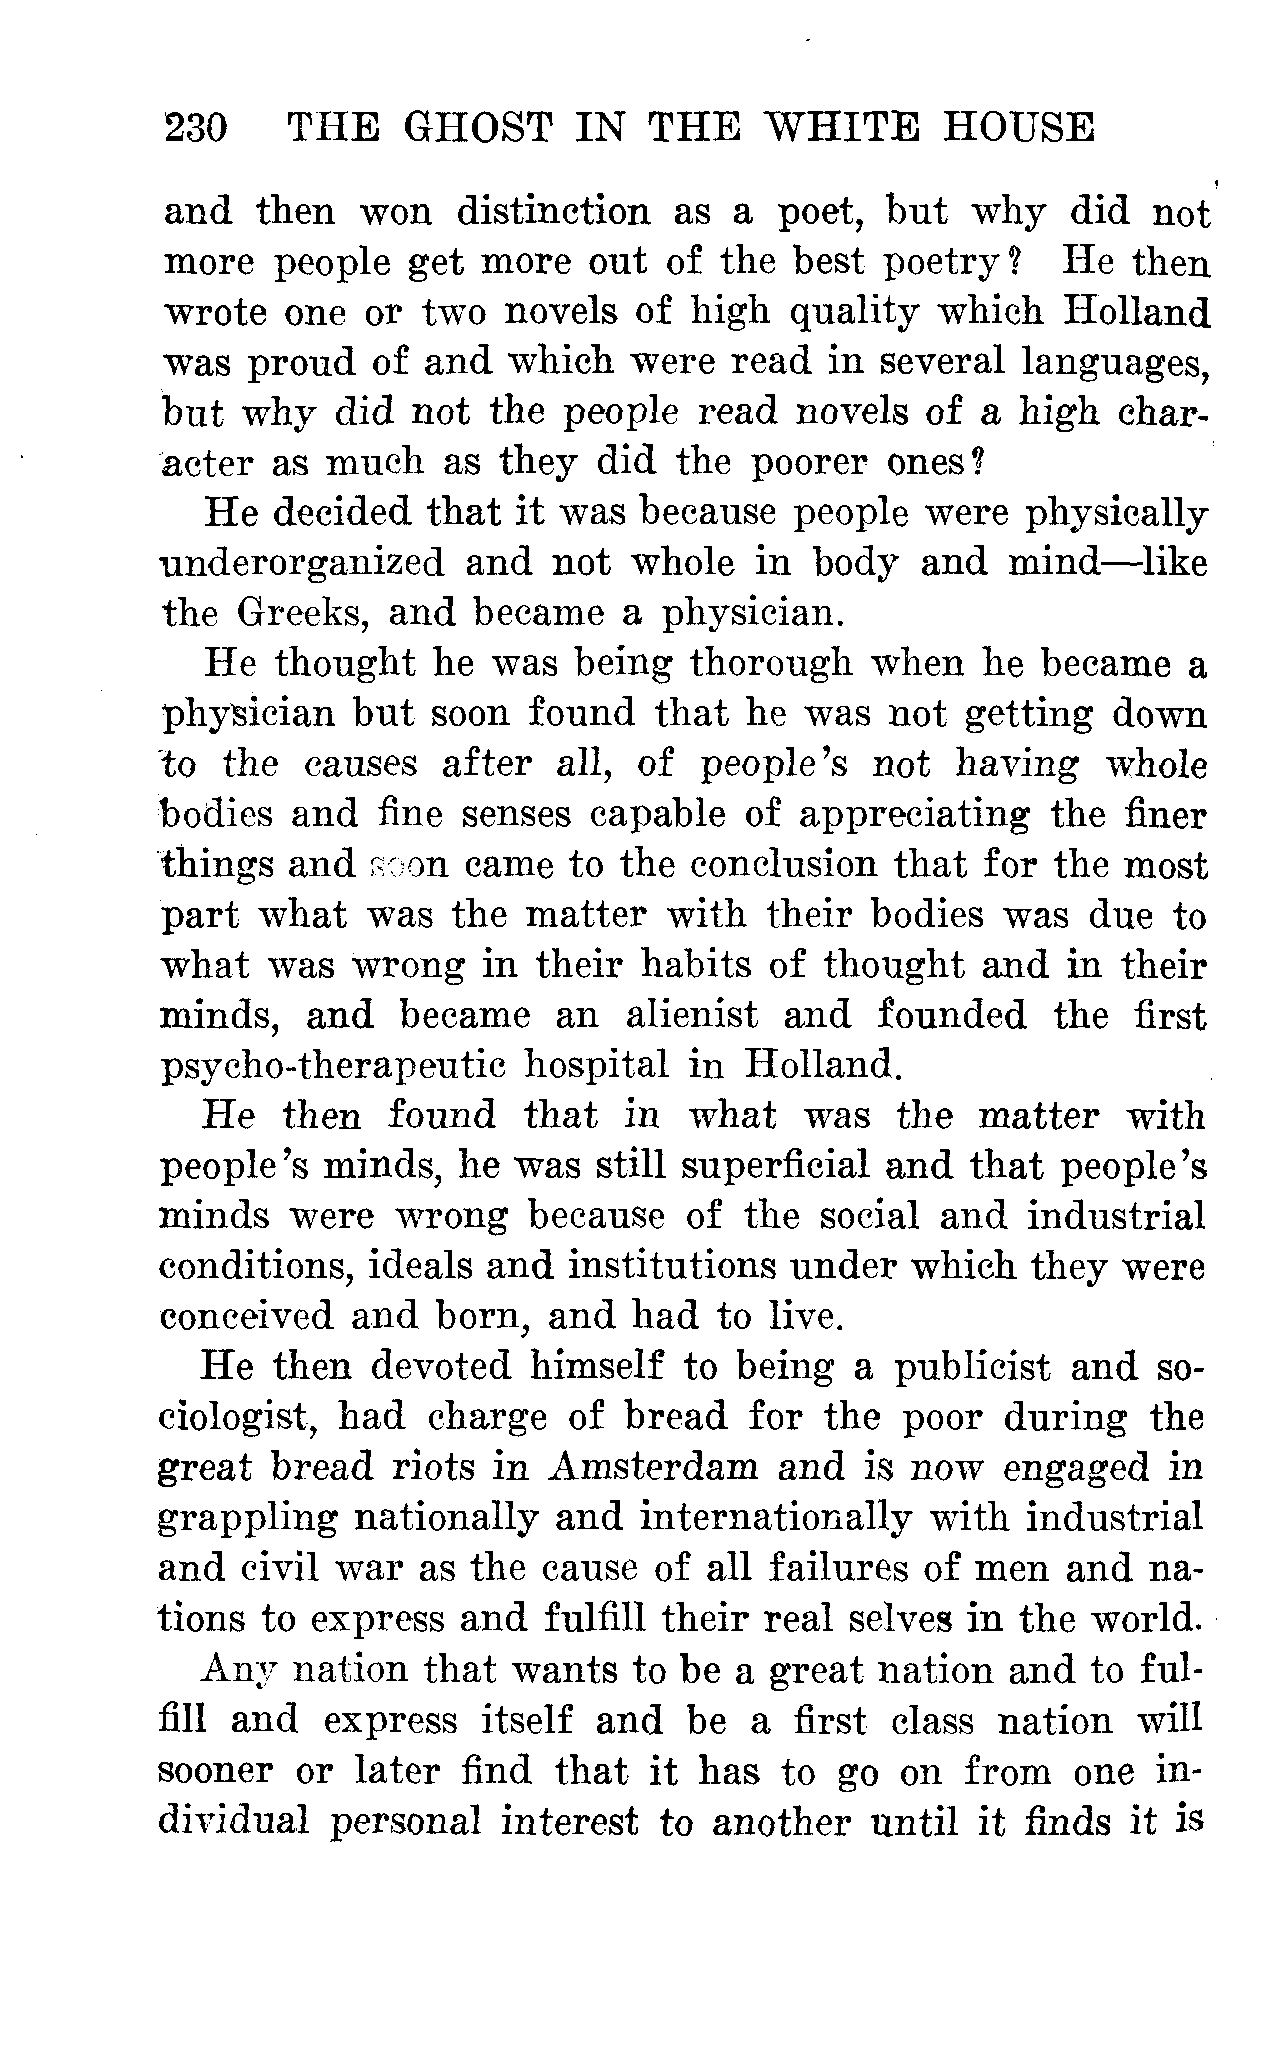 230 THE GHOST IN THE WHITE HOUSE
and then won distinction as a poet, but why did not
more people get more out of the best poetry? He then
wrote one or two novels of high quality which Holland
was proud of and which were read in several languages,
but why did not the people read novels of a high char-
acter as much as they did the poorer ones?
He decided that it was because people were physically
underorganized and not whole in body and mind—like
the Greeks, and became a physician.
He thought he was being thorough when he became a
physician but soon found that he was not getting down
to the causes after all, of people's not having whole
bodies and fine senses capable of appreciating the finer
things and soon came to the conclusion that for the most
part what was the matter with their bodies was due to
what was wrong in their habits of thought and in their
minds, and became an alienist and founded the first
psycho-therapeutic hospital in Holland.
He then found that in what was the matter with
people's minds, he was still superficial and that people's
minds were wrong because of the social and industrial
conditions, ideals and institutions under which they were
conceived and born, and had to live.
He then devoted himself to being a publicist and so-
ciologist, had charge of bread for the poor during the
great bread riots in Amsterdam and is now engaged in
grappling nationally and internationally with industrial
and civil war as the cause of all failures of men and na-
tions to express and fulfill their real selves in the world.
Any nation that wants to be a great nation and to ful-
fill and express itself and be a first class nation will
sooner or later find that it has to go on from one in-
dividual personal interest to another until it finds it is